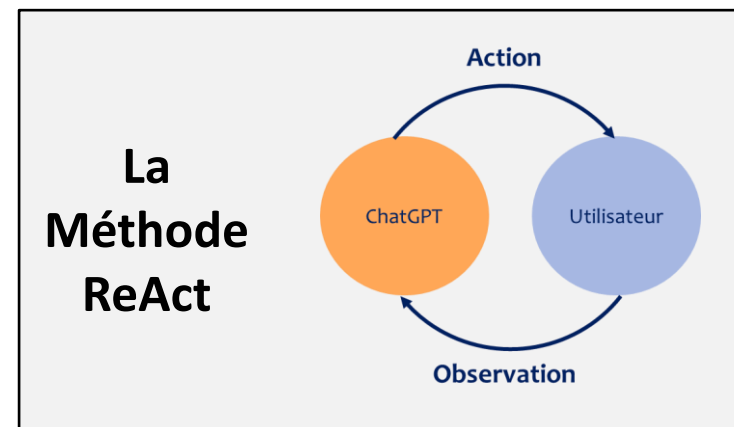 La
Méthode
ReAct
Action
ChatGPT
Utilisateur
Observation